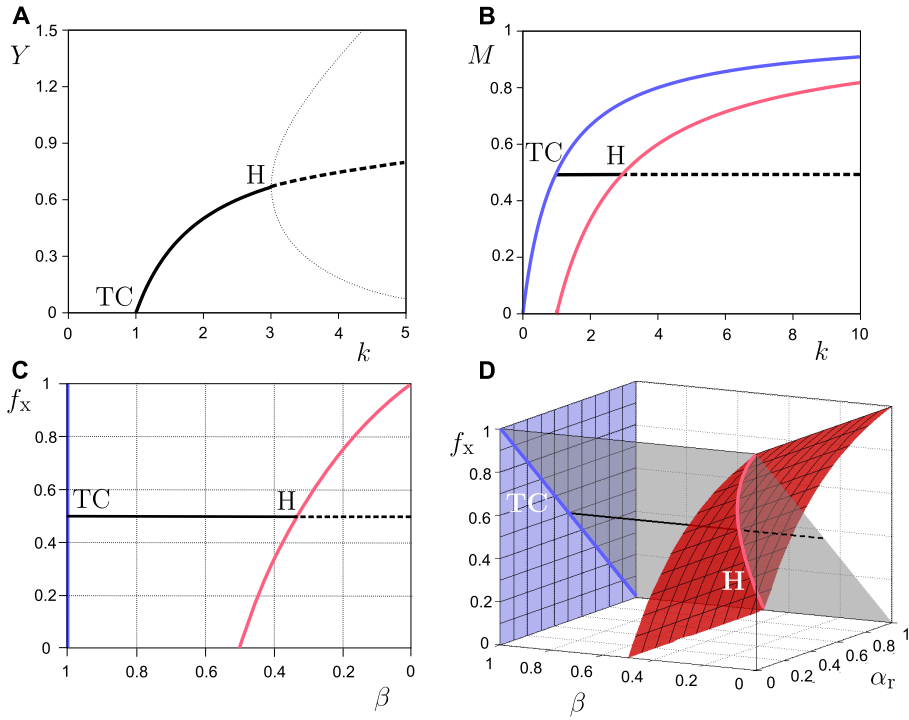 A
Y
1.5
1.2
0.9
0.6
0.3
0
H
TC
0 1 2 3 4 5
k
B
M
1
0.8
0.6
0.4
0.2
0
TC H
0 2 4 6 8 10
k
C
fx
1
0.8
0.6
0.4
0.2
0
TC H
1 0.8 0.6 0.4 0.2 0
β
D
fx
1
0.8
0.6
0.4
0.2
0
TC
H
1 0.8 0.6 0.4 0.2 0
β
0 0.2 0.4 0.6 0.8 1
αr